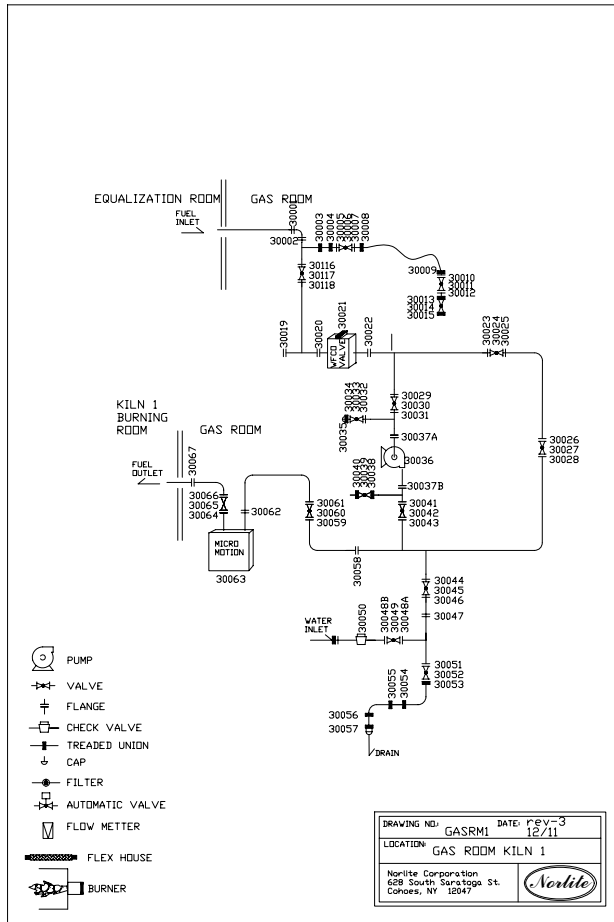 EQUALIZATION ROOM
GAS ROOM
FUEL
INLET
30001
30002
30003
30004
30005
30006
30007
30008
30009
30010
30011
30012
30013
30014
30015
30116
30117
30118
30019
30020
30021
WFCO
VALVE
30022
30023
30024
30025
30034
30033
30032
30035
30029
30030
30031
30037A
30036
30026
30027
30028
KILN 1
BURNING
ROOM
GAS ROOM
FUEL
OUTLET
30067
30066
30065
30064
30062
MICRO
MOTION
30063
30061
30060
30059
30040
30039
30038
30037B
30041
30042
30043
30058
30044
30045
30046
30047
WATER
INLET
30050
30048B
30049
30048A
30051
30052
30053
30055
30054
30056
30057
DRAIN
PUMP
VALVE
FLANGE
CHECK VALVE
TREADED UNION
CAP
FILTER
AUTOMATIC VALVE
FLOW METTER
FLEX HOUSE
BURNER
DRAWING NO.: GASRM1 DATE: rev-3 12/11
LOCATION: GAS ROOM KILN 1
Norlite Corporation
628 South Saratoga St.
Cohoes, NY 12047
Norlite